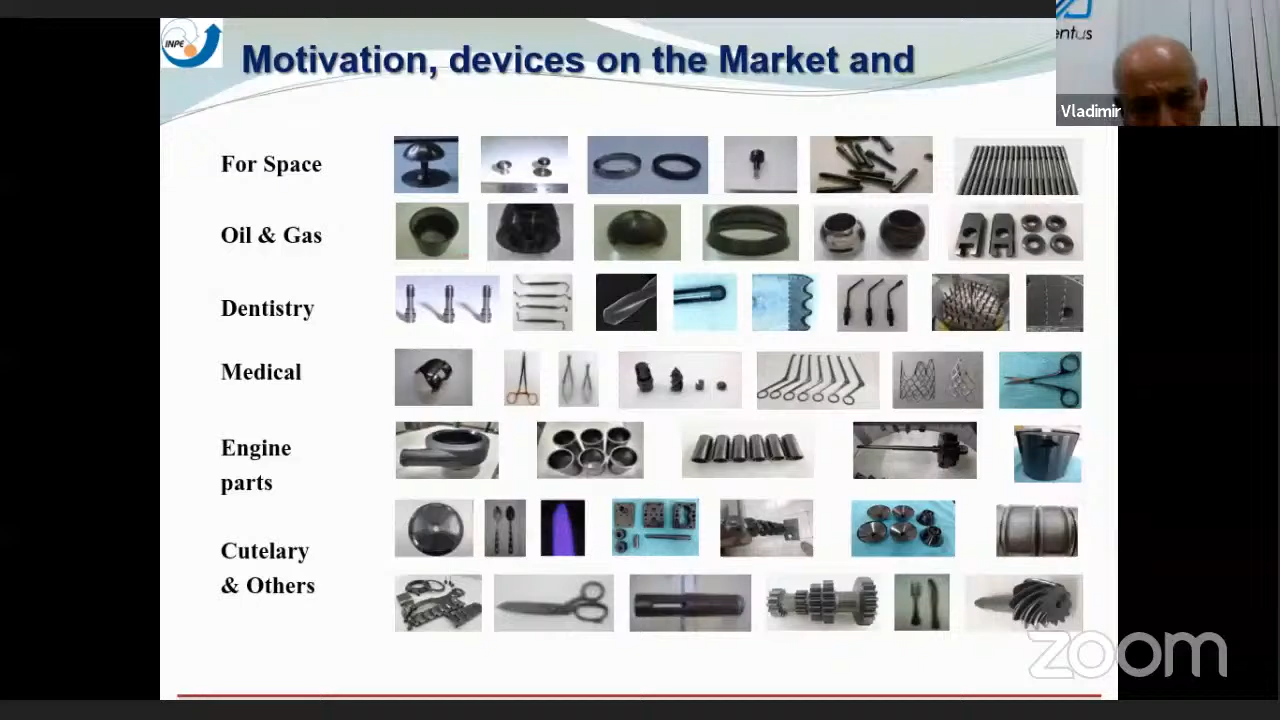 INPE
Motivation, devices on the Market and
entus
Vladimir
For Space
Oil & Gas
Dentistry
Medical
Engine
parts
Cutelary
& Others
zoom